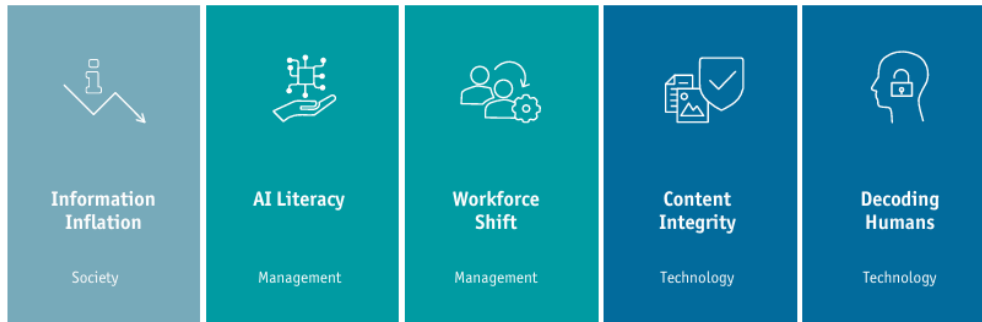 Information
Inflation
Society
AI Literacy
Management
Workforce
Shift
Management
Content
Integrity
Technology
Decoding
Humans
Technology